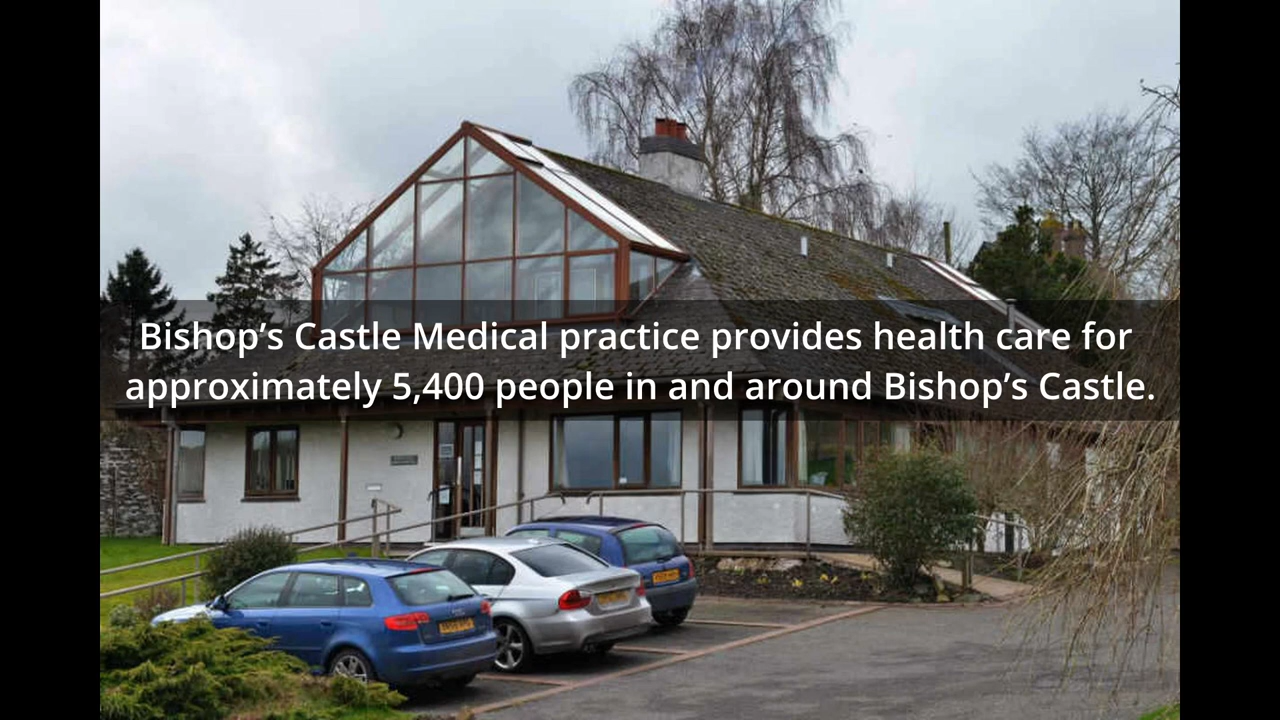 Bishop’s Castle Medical practice provides health care for
approximately 5,400 people in and around Bishop’s Castle.